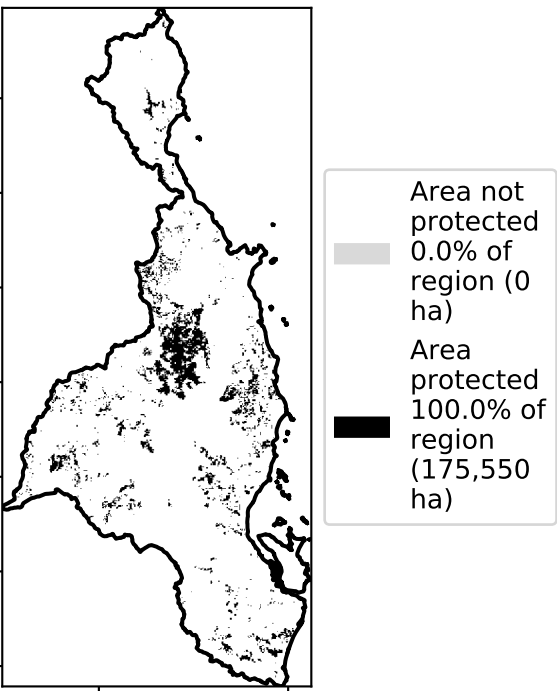 Area not
protected
0.0% of
region (0
ha)
Area
protected
100.0% of
region
(175,550
ha)